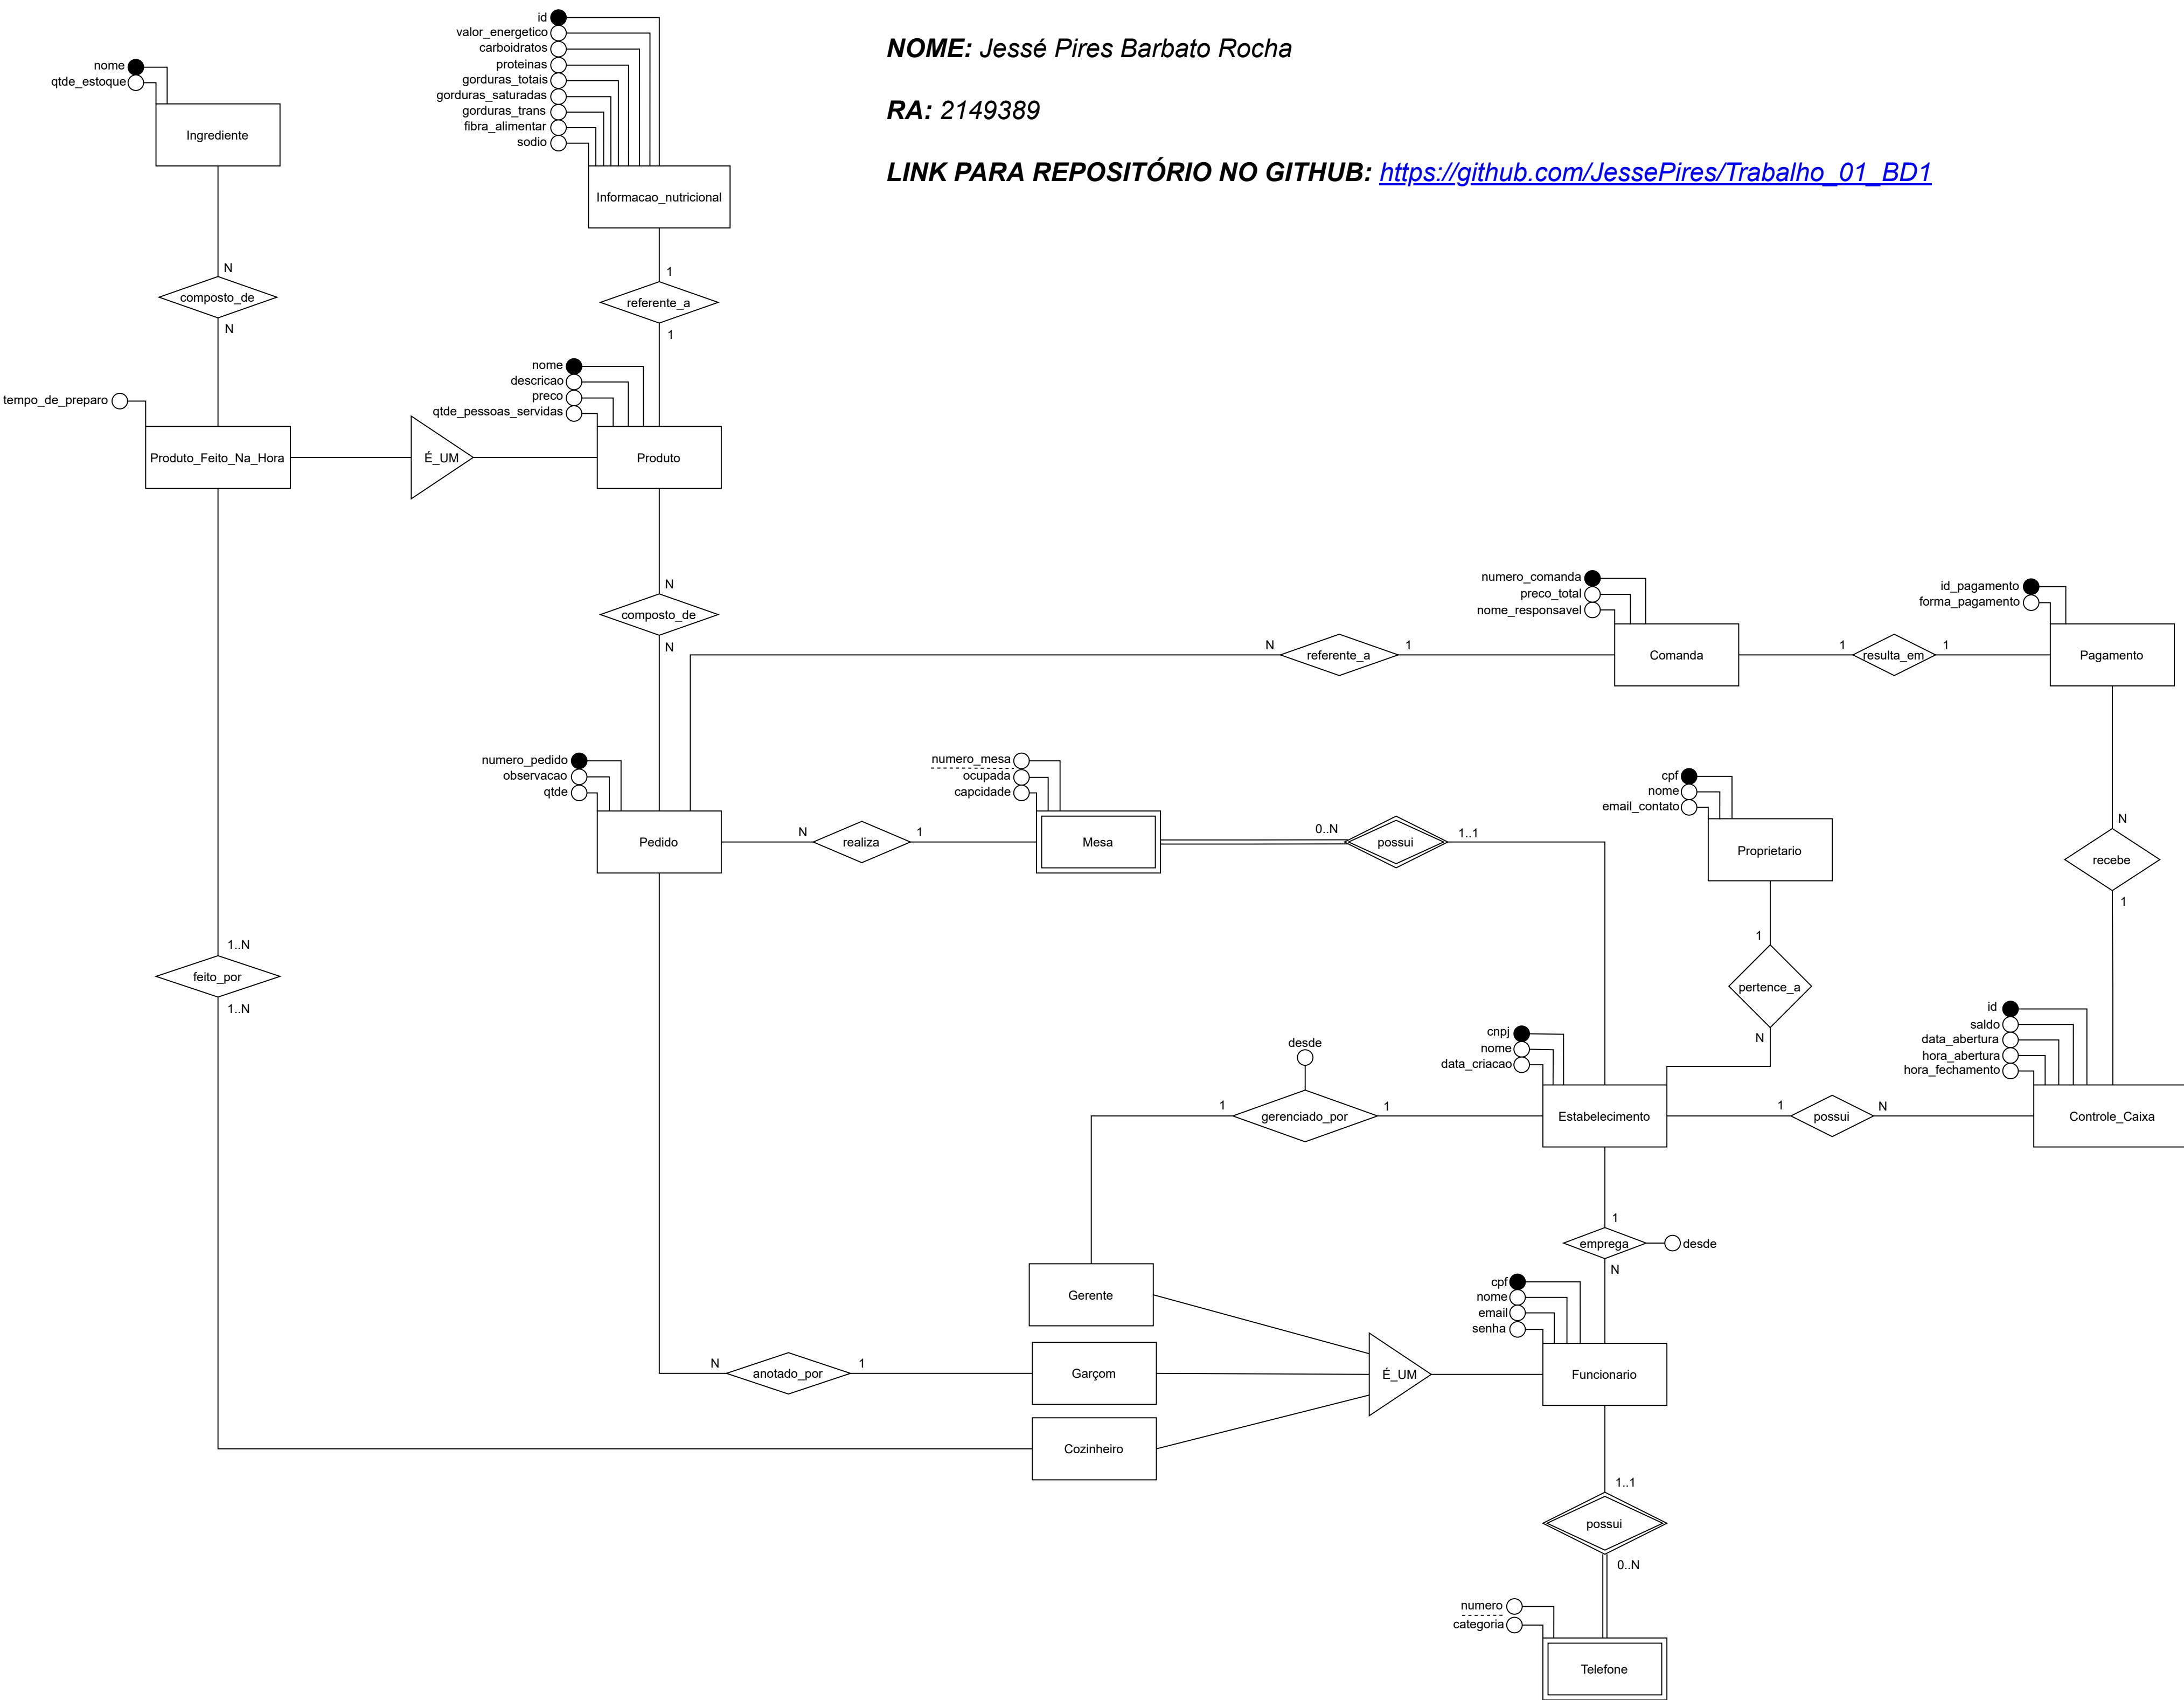 NOME: Jessé Pires Barbato Rocha
RA: 2149389
LINK PARA REPOSITÓRIO NO GITHUB: https://github.com/JessePires/Trabalho_01_BD1
id
valor_energetico
carboidratos
proteinas
gorduras_totais
gorduras_saturadas
gorduras_trans
fibra_alimentar
sodio
Informacao_nutricional
nome
qtde_estoque
Ingrediente
N
composto_de
N
1
referente_a
1
nome
descricao
preco
qtde_pessoas_servidas
tempo_de_preparo
Produto_Feito_Na_Hora
É_UM
Produto
N
composto_de
N
numero_comanda
preco_total
nome_responsavel
id_pagamento
forma_pagamento
N
referente_a
1
Comanda
1
resulta_em
1
Pagamento
numero_pedido
observacao
qtde
numero_mesa
ocupada
capcidade
cpf
nome
email_contato
Pedido
N
realiza
1
Mesa
0..N
possui
1..1
Proprietario
N
recebe
1
1..N
feito_por
1..N
1
pertence_a
N
id
saldo
data_abertura
hora_abertura
hora_fechamento
cnpj
nome
data_criacao
desde
1
gerenciado_por
1
Estabelecimento
1
possui
N
Controle_Caixa
1
emprega
desde
N
cpf
nome
email
senha
Gerente
N
anotado_por
1
Garçom
É_UM
Funcionario
Cozinheiro
1..1
possui
0..N
numero
categoria
Telefone